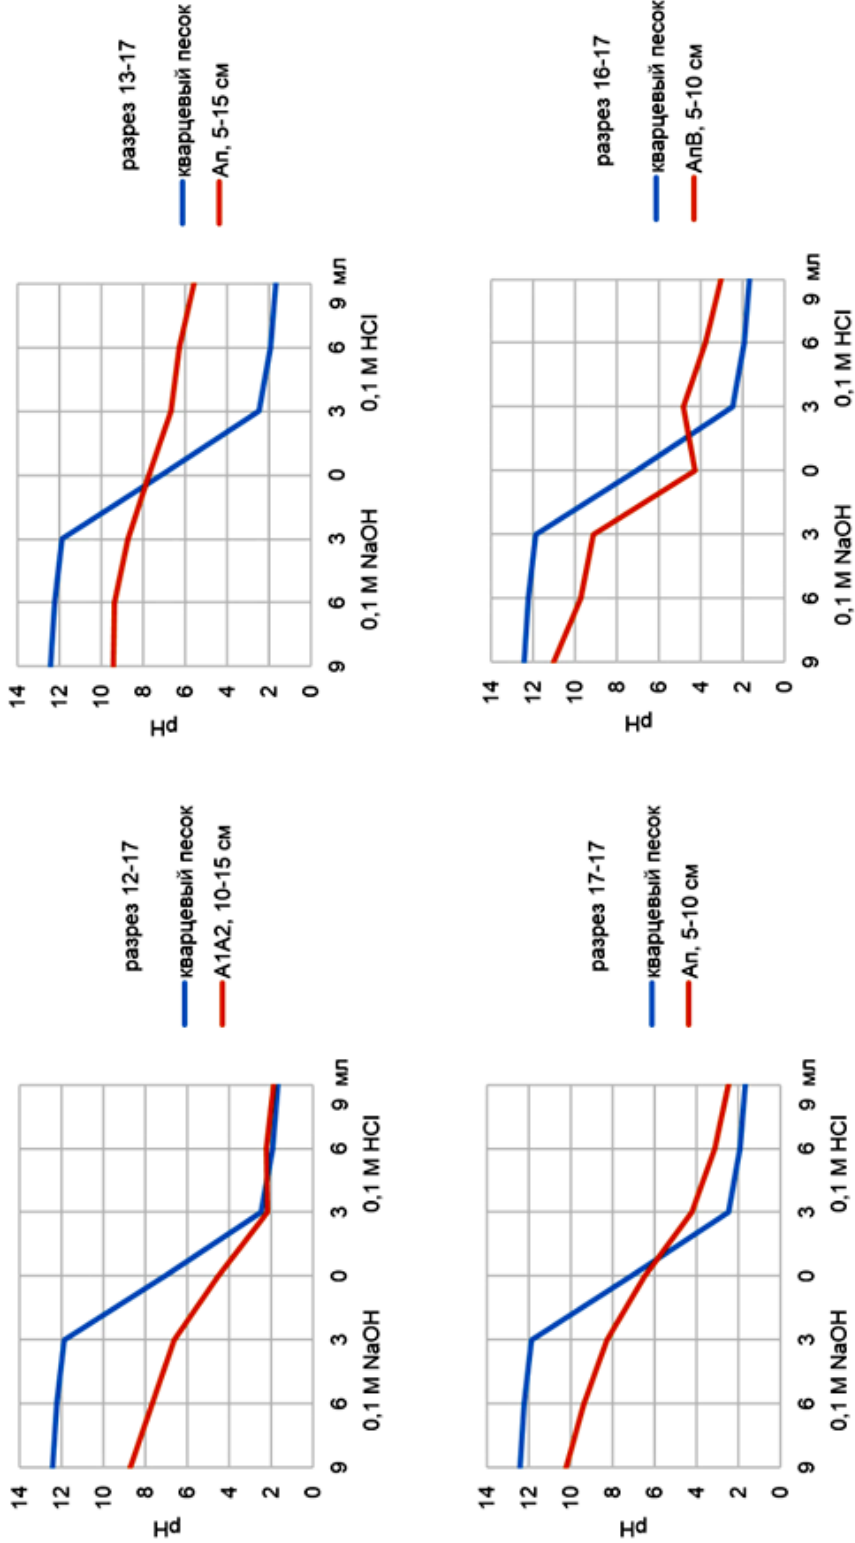 разрез 12-17
кварцевый песок
А1А2, 10-15 см
14
12
10
8
6
4
2
0
pH
9 6 3 0 3 6 9 мл
0,1 М NaOH 0,1 М HCl
разрез 13-17
кварцевый песок
Ап, 5-15 см
14
12
10
8
6
4
2
0
pH
9 6 3 0 3 6 9 мл
0,1 М NaOH 0,1 М HCl
разрез 17-17
кварцевый песок
Ап, 5-10 см
14
12
10
8
6
4
2
0
pH
9 6 3 0 3 6 9 мл
0,1 М NaOH 0,1 М HCl
разрез 16-17
кварцевый песок
АпВ, 5-10 см
14
12
10
8
6
4
2
0
pH
9 6 3 0 3 6 9 мл
0,1 М NaOH 0,1 М HCl